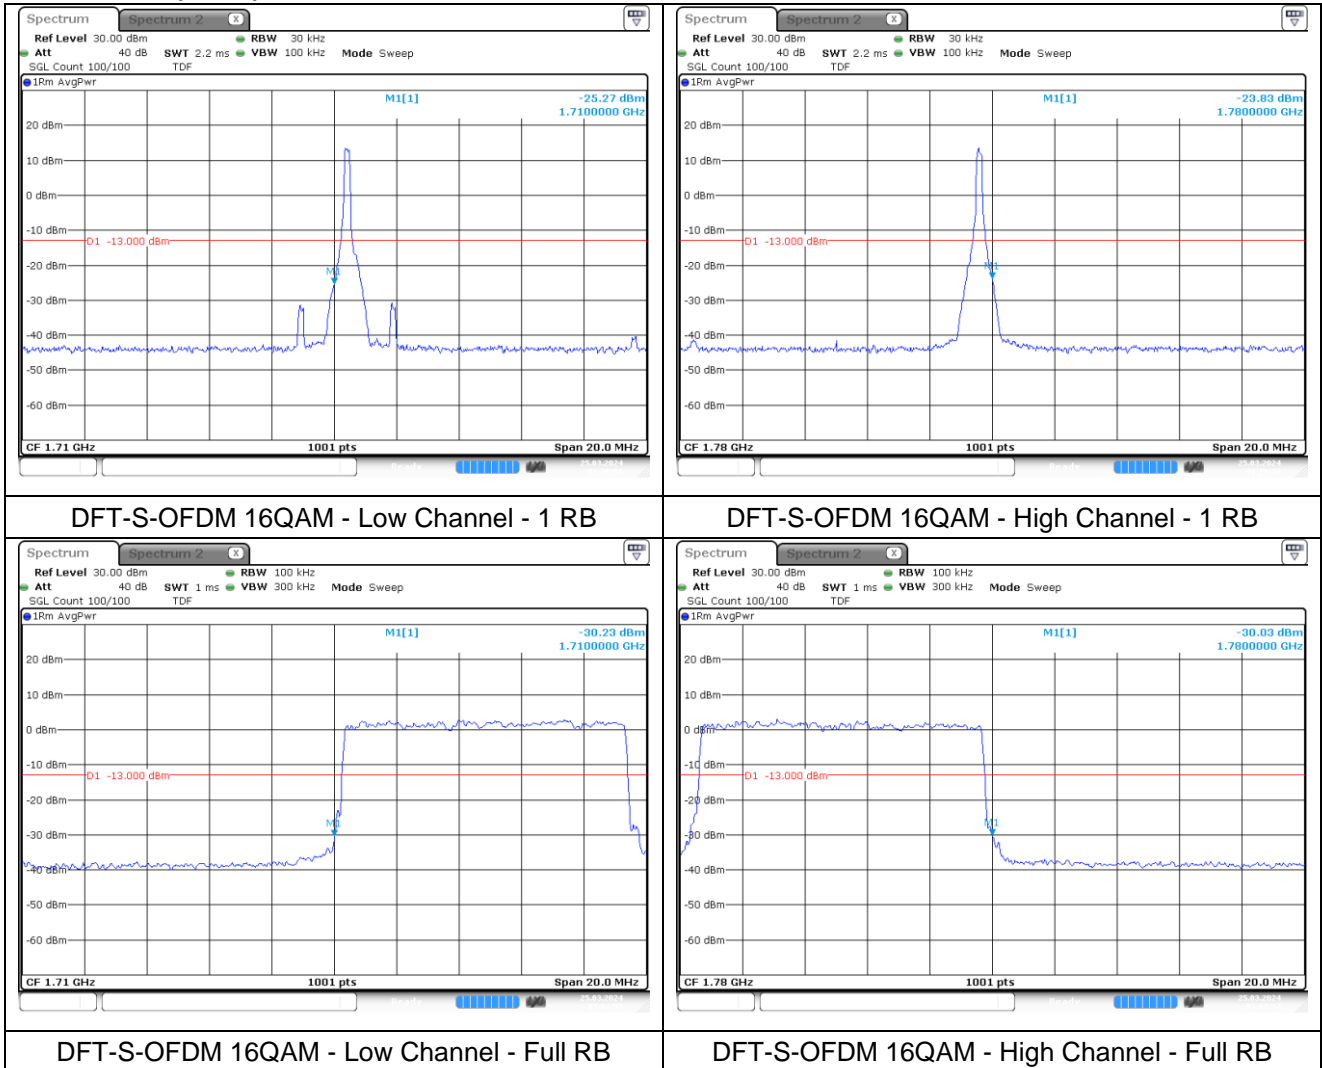 Spectrum Spectrum 2 X
Ref Level 30.00 dBm RBW 30 kHz
Att 40 dB SWT 2.2 ms VBW 100 kHz Mode Sweep
SGL Count 100/100 TDF
1Rm AvgPwr
M1[1] -25.27 dBm
1.7100000 GHz
20 dBm
10 dBm
0 dBm
-10 dBm
D1 -13.000 dBm
-20 dBm
M1
-30 dBm
-40 dBm
-50 dBm
-60 dBm
CF 1.71 GHz 1001 pts Span 20.0 MHz
Ready 25.03.2024
DFT-S-OFDM 16QAM - Low Channel - 1 RB
Spectrum Spectrum 2 X
Ref Level 30.00 dBm RBW 30 kHz
Att 40 dB SWT 2.2 ms VBW 100 kHz Mode Sweep
SGL Count 100/100 TDF
1Rm AvgPwr
M1[1] -23.83 dBm
1.7800000 GHz
20 dBm
10 dBm
0 dBm
-10 dBm
D1 -13.000 dBm
-20 dBm
M1
-30 dBm
-40 dBm
-50 dBm
-60 dBm
CF 1.78 GHz 1001 pts Span 20.0 MHz
Ready 25.03.2024
DFT-S-OFDM 16QAM - High Channel - 1 RB
Spectrum Spectrum 2 X
Ref Level 30.00 dBm RBW 100 kHz
Att 40 dB SWT 1 ms VBW 300 kHz Mode Sweep
SGL Count 100/100 TDF
1Rm AvgPwr
M1[1] -30.23 dBm
1.7100000 GHz
20 dBm
10 dBm
0 dBm
-10 dBm
D1 -13.000 dBm
-20 dBm
M1
-30 dBm
-40 dBm
-50 dBm
-60 dBm
CF 1.71 GHz 1001 pts Span 20.0 MHz
Ready 25.03.2024
DFT-S-OFDM 16QAM - Low Channel - Full RB
Spectrum Spectrum 2 X
Ref Level 30.00 dBm RBW 100 kHz
Att 40 dB SWT 1 ms VBW 300 kHz Mode Sweep
SGL Count 100/100 TDF
1Rm AvgPwr
M1[1] -30.03 dBm
1.7800000 GHz
20 dBm
10 dBm
0 dBm
-10 dBm
D1 -13.000 dBm
-20 dBm
M1
-30 dBm
-40 dBm
-50 dBm
-60 dBm
CF 1.78 GHz 1001 pts Span 20.0 MHz
Ready 25.03.2024
DFT-S-OFDM 16QAM - High Channel - Full RB